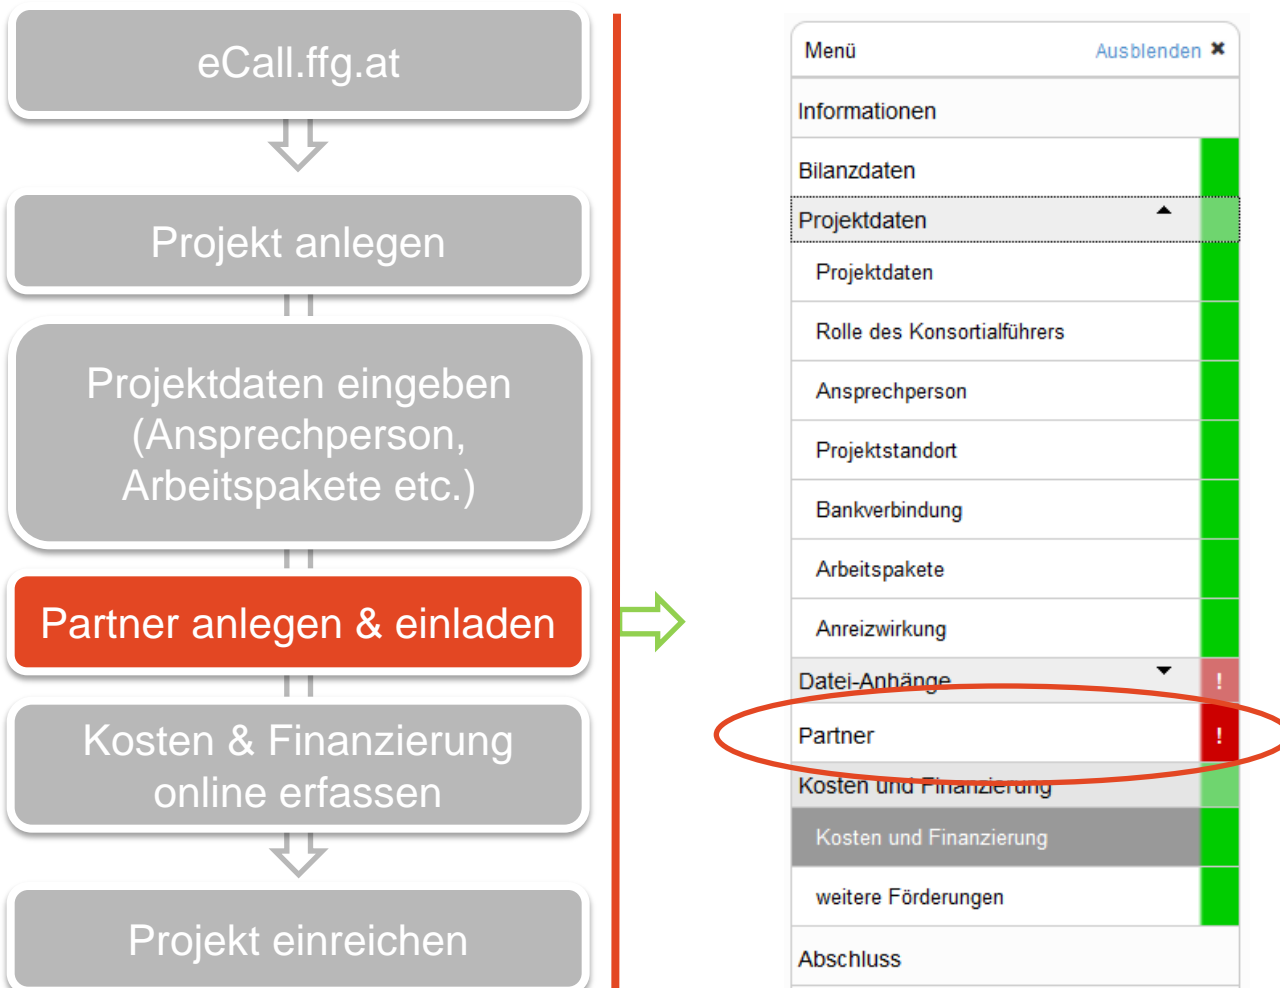 eCall.ffg.at
Projekt anlegen
Projektdaten eingeben
(Ansprechperson,
Arbeitspakete etc.)
Partner anlegen & einladen
Kosten & Finanzierung
online erfassen
Projekt einreichen
Menü Ausblenden ✖
Informationen
Bilanzdaten
Projektdaten
Projektdaten
Rolle des Konsortialführers
Ansprechperson
Projektstandort
Bankverbindung
Arbeitspakete
Anreizwirkung
Datei-Anhänge !
Partner !
Kosten und Finanzierung
Kosten und Finanzierung
weitere Förderungen
Abschluss